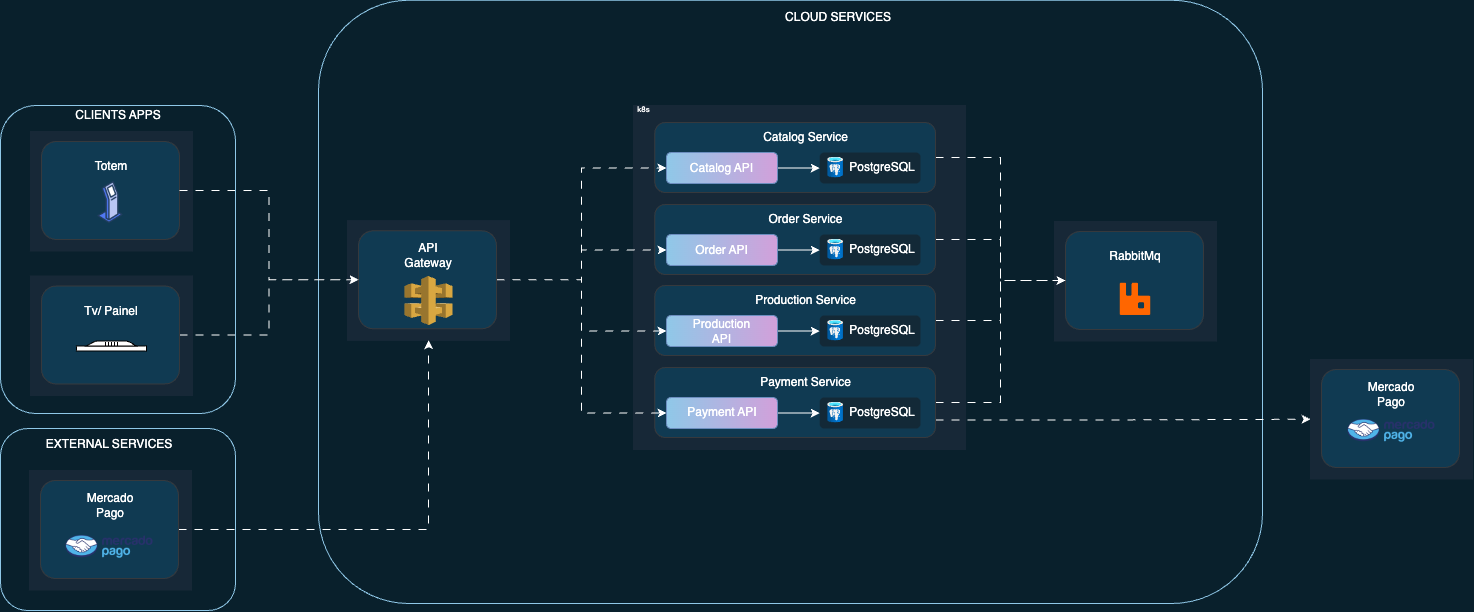 CLOUD SERVICES
CLIENTS APPS
Totem
Tv/ Painel
EXTERNAL SERVICES
Mercado
Pago
mercado
pago
API
Gateway
k8s
Catalog Service
Catalog API
PostgreSQL
Order Service
Order API
PostgreSQL
Production Service
Production
API
PostgreSQL
Payment Service
Payment API
PostgreSQL
RabbitMq
Mercado
Pago
mercado
pago